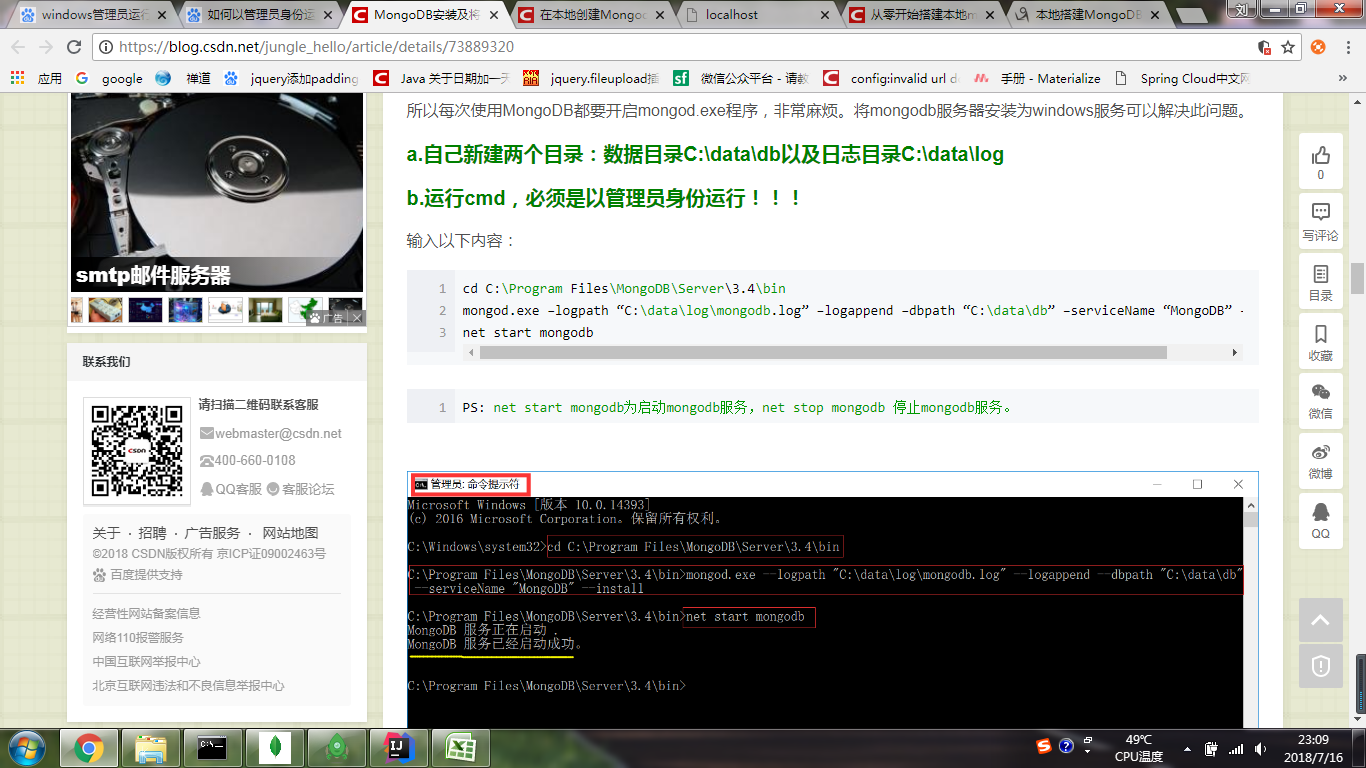 windows管理员运行
如何以管理员身份运
MongoDB安装及将
在本地创建Mongo
localhost
从零开始搭建本地m
本地搭建MongoDB
刘
https://blog.csdn.net/jungle_hello/article/details/73889320
应用
google
禅道
jquery添加padding
Java 关于日期加一天
jquery.fileupload插
微信公众平台 - 请教
config:invalid url d
手册 - Materialize
Spring Cloud中文网
»
所以每次使用MongoDB都要开启mongod.exe程序，非常麻烦。将mongodb服务器安装为windows服务可以解决此问题。
a.自己新建两个目录：数据目录C:\data\db以及日志目录C:\data\log
b.运行cmd，必须是以管理员身份运行！！！
输入以下内容：
1 cd C:\Program Files\MongoDB\Server\3.4\bin
2 mongod.exe –logpath “C:\data\log\mongodb.log” –logappend –dbpath “C:\data\db” –serviceName “MongoDB” -
3 net start mongodb
1 PS: net start mongodb为启动mongodb服务，net stop mongodb 停止mongodb服务。
管理员: 命令提示符
Microsoft Windows [版本 10.0.14393]
(c) 2016 Microsoft Corporation。保留所有权利。
C:\Windows\system32>cd C:\Program Files\MongoDB\Server\3.4\bin
C:\Program Files\MongoDB\Server\3.4\bin>mongod.exe --logpath "C:\data\log\mongodb.log" --logappend --dbpath "C:\data\db"
--serviceName "MongoDB" --install
C:\Program Files\MongoDB\Server\3.4\bin>net start mongodb
MongoDB 服务正在启动 .
MongoDB 服务已经启动成功。
C:\Program Files\MongoDB\Server\3.4\bin>
smtp邮件服务器
广告
联系我们
CSDN
请扫描二维码联系客服
webmaster@csdn.net
400-660-0108
QQ客服 客服论坛
关于 · 招聘 · 广告服务 · 网站地图
©2018 CSDN版权所有 京ICP证09002463号
百度提供支持
经营性网站备案信息
网络110报警服务
中国互联网举报中心
北京互联网违法和不良信息举报中心
0
写评论
目录
收藏
微信
微博
QQ
49℃
CPU温度
23:09
2018/7/16